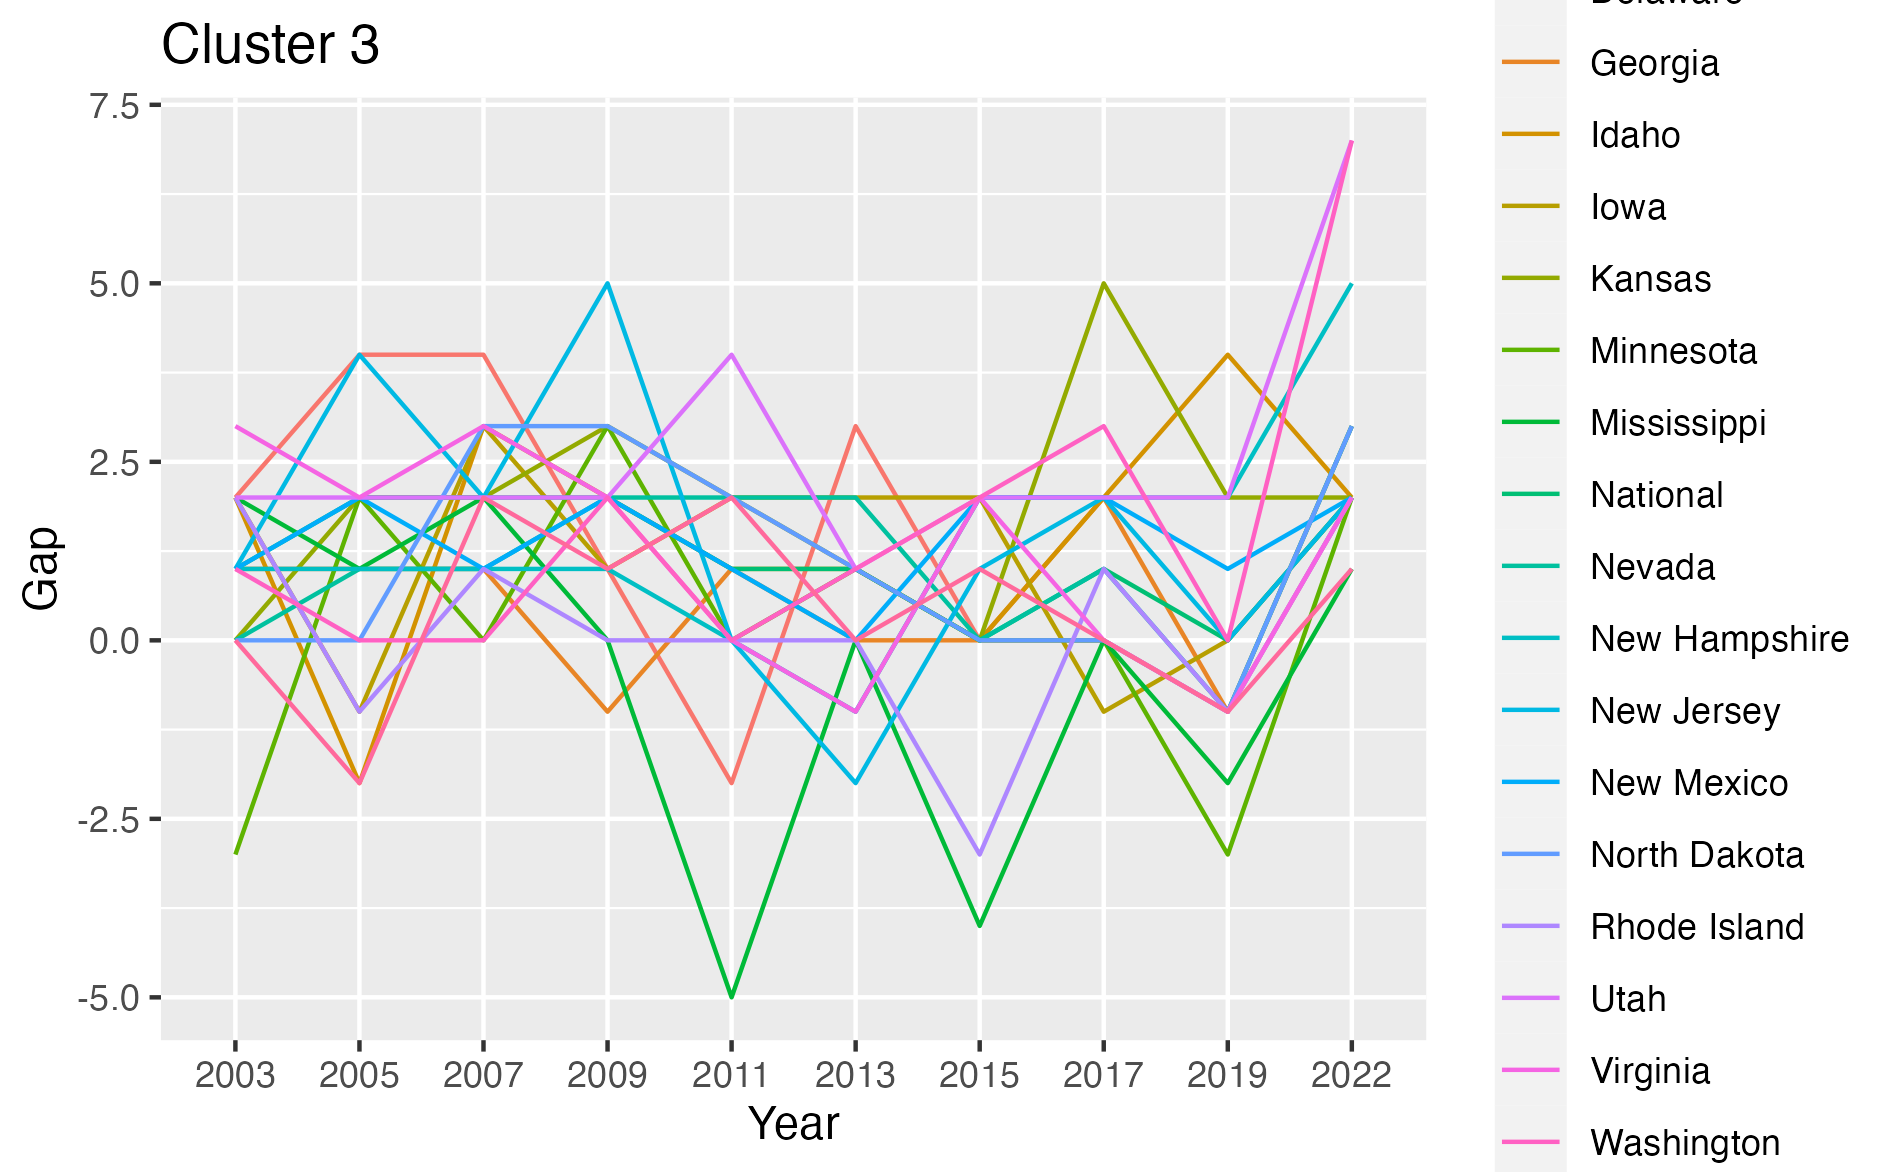 Cluster 3
7.5
5.0
2.5
0.0
-2.5
-5.0
Gap
2003 2005 2007 2009 2011 2013 2015 2017 2019 2022
Year
Georgia
Idaho
Iowa
Kansas
Minnesota
Mississippi
National
Nevada
New Hampshire
New Jersey
New Mexico
North Dakota
Rhode Island
Utah
Virginia
Washington